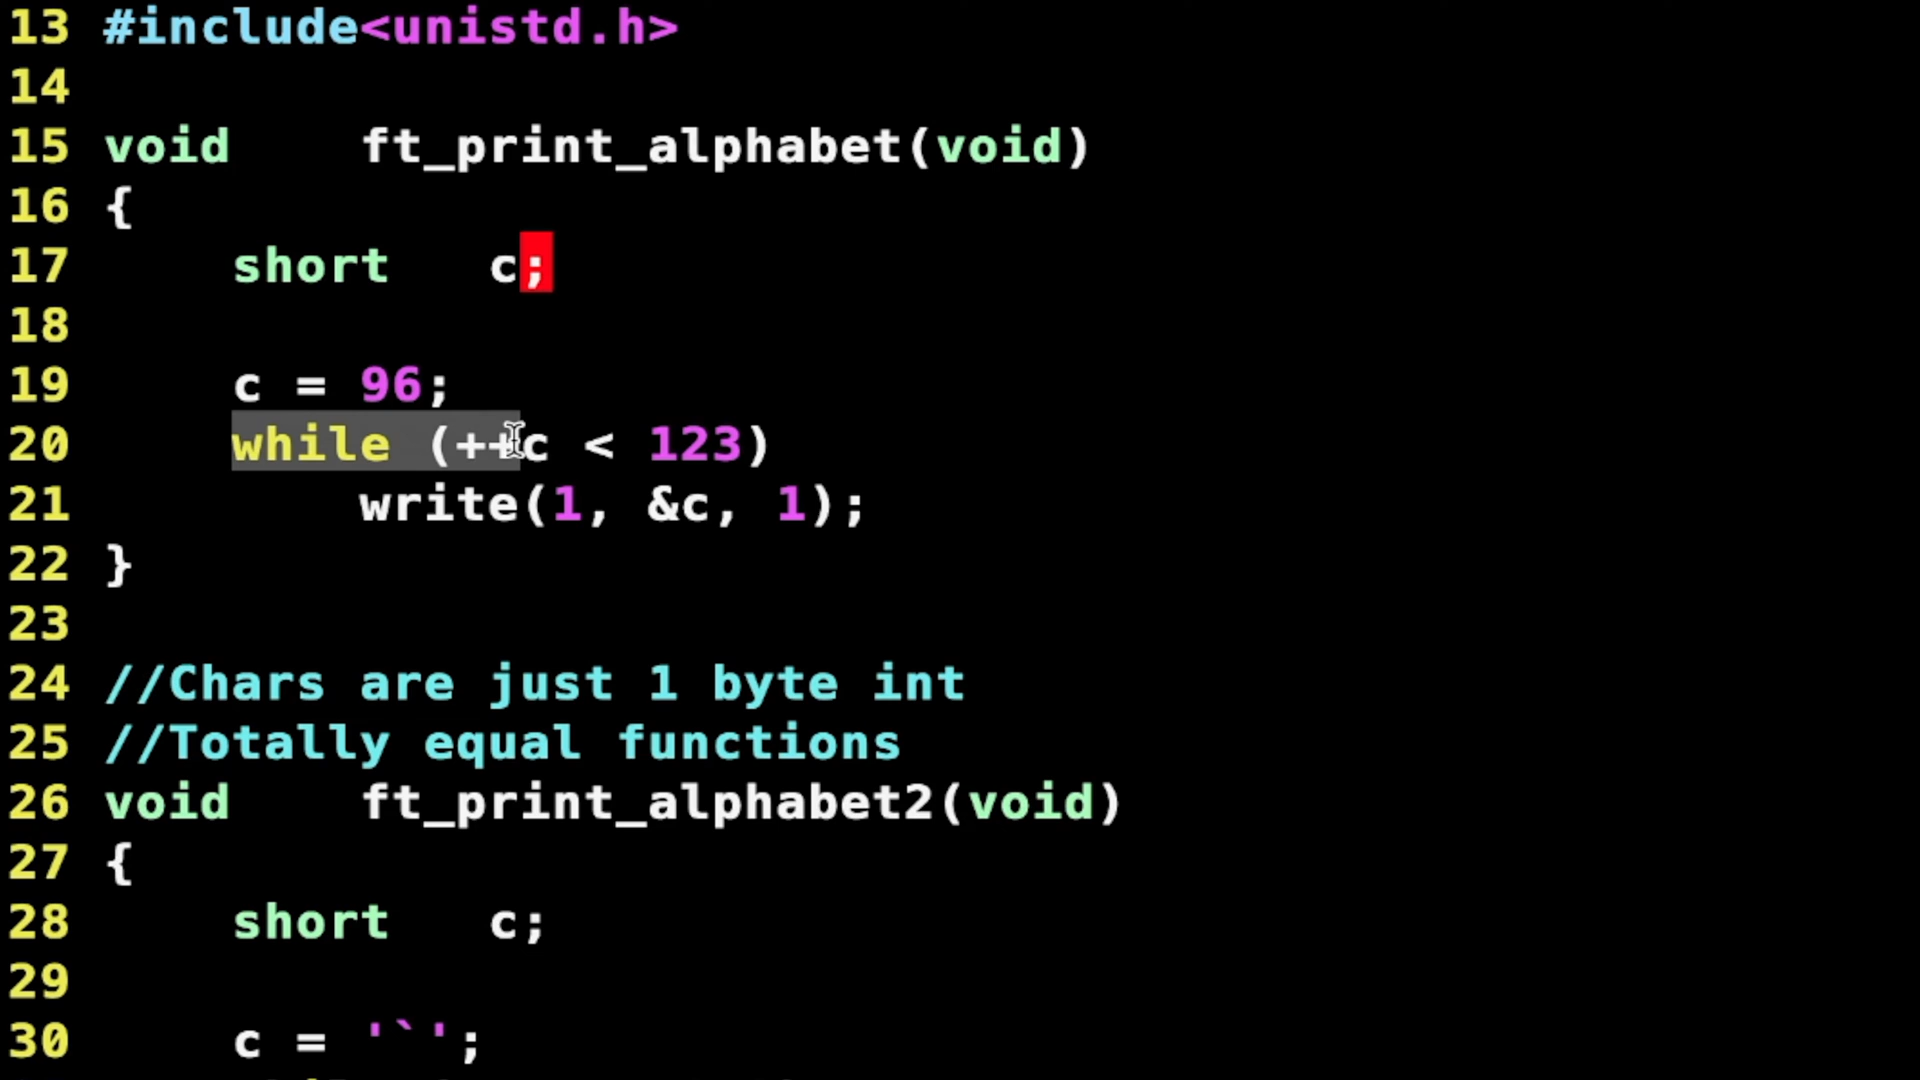 13 #include<unistd.h>
14
15 void    ft_print_alphabet(void)
16 {
17     short   c;
18
19     c = 96;
20     while (++c < 123)
21         write(1, &c, 1);
22 }
23
24 //Chars are just 1 byte int
25 //Totally equal functions
26 void    ft_print_alphabet2(void)
27 {
28     short   c;
29
30     c = '`';